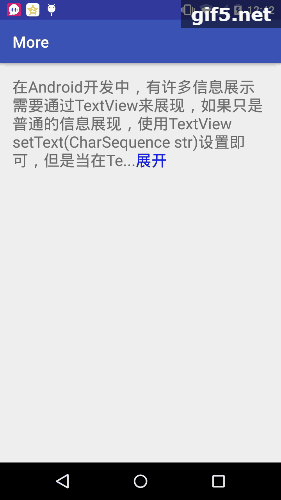 gif5.net
More
在Android开发中，有许多信息展示
需要通过TextView来展现，如果只是
普通的信息展现，使用TextView
setText(CharSequence str)设置即
可，但是当在Te...展开